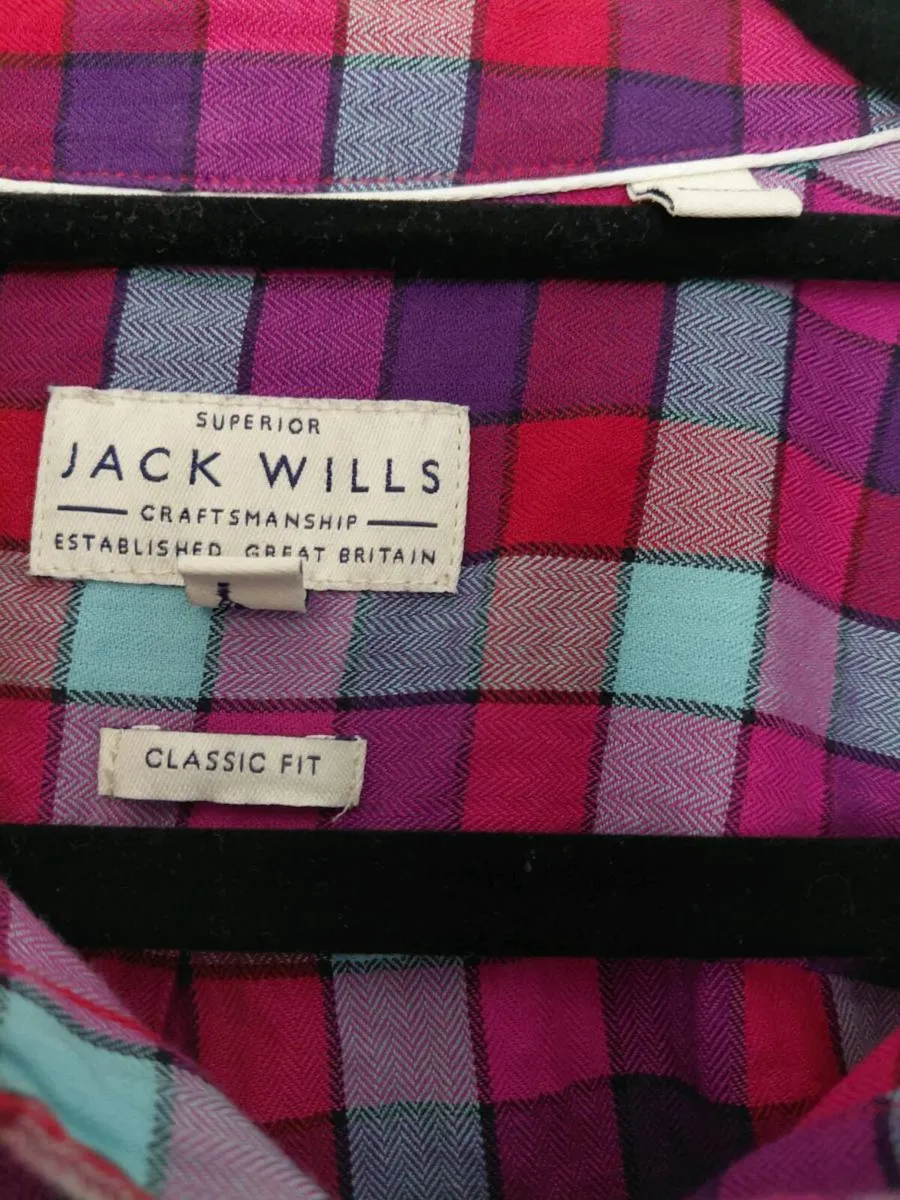 SUPERIOR
JACK WILLS
CRAFTSMANSHIP
ESTABLISHED GREAT BRITAIN
CLASSIC FIT